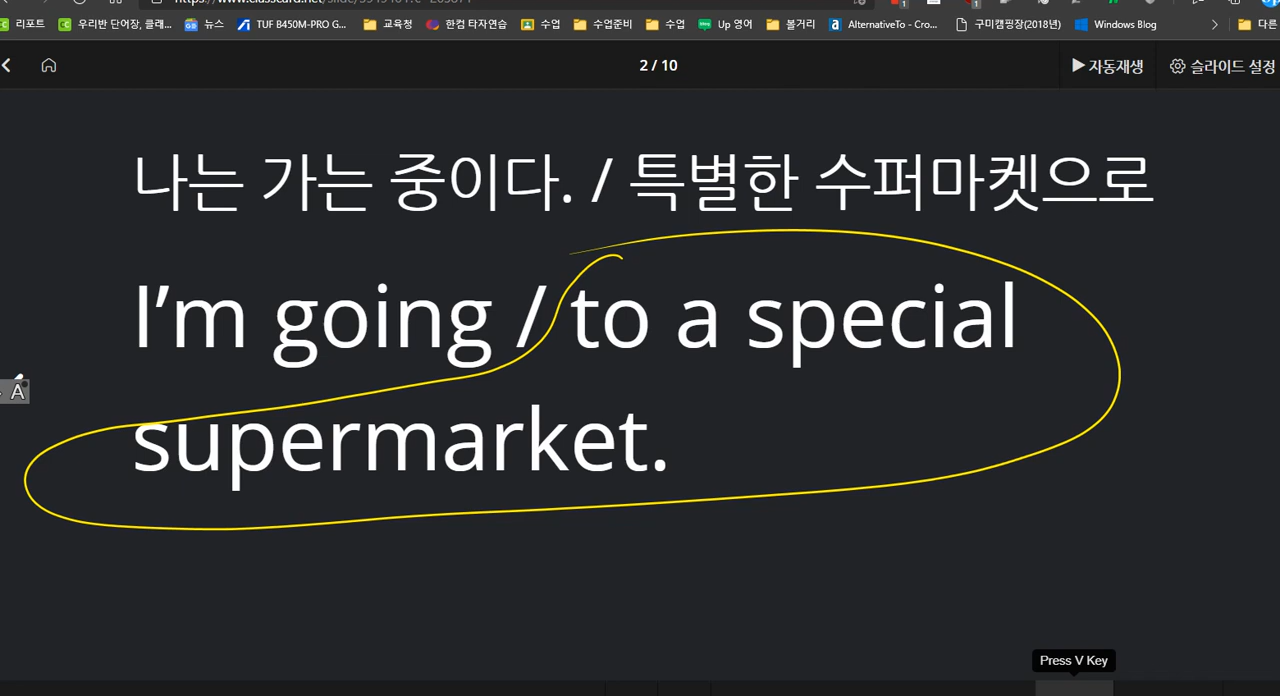 리포트 우리반 단어장, 클래... 뉴스 TUF B450M-PRO G... 교육청 한컴 타자연습 수업 수업준비 수업 Up 영어 볼거리 AlternativeTo - Cro... 구미캠핑장(2018년) Windows Blog 다른
2 / 10 자동재생 슬라이드 설정
나는 가는 중이다. / 특별한 수퍼마켓으로
I'm going / to a special
A
supermarket.
Press V Key